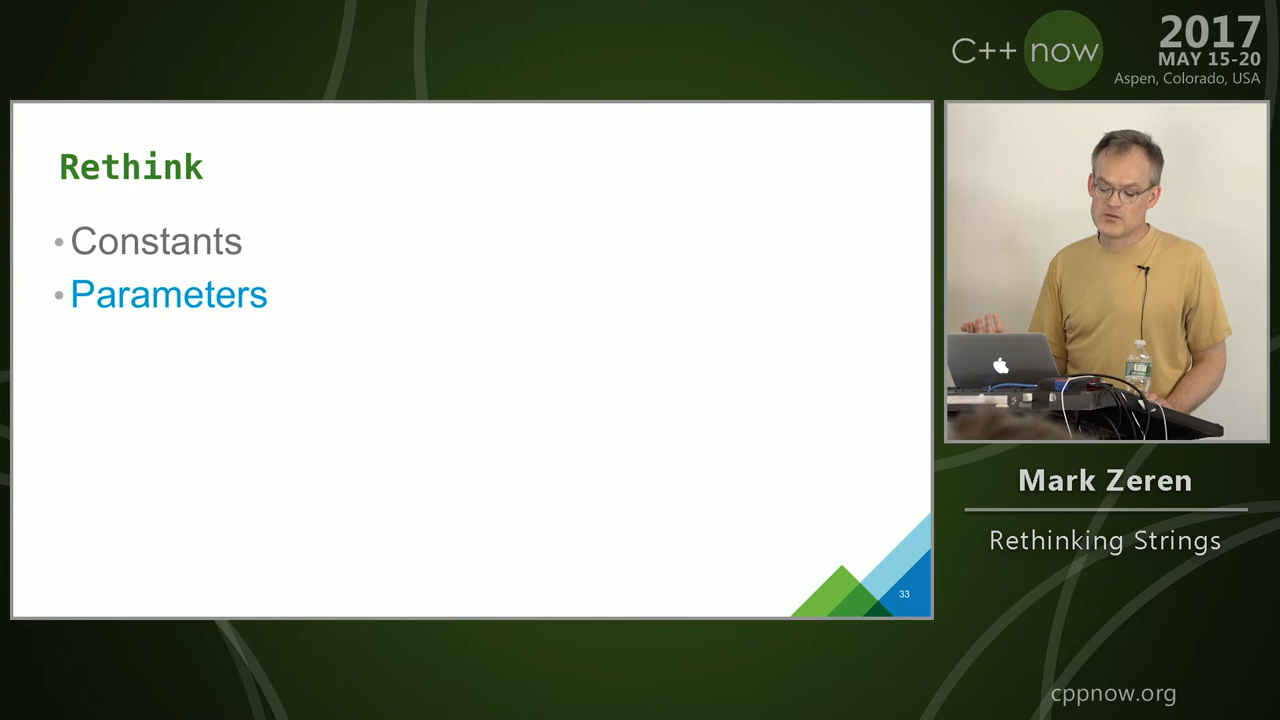 C++ now
2017
MAY 15-20
Aspen, Colorado, USA
Rethink
• Constants
• Parameters
33
Mark Zeren
Rethinking Strings
cppnow.org